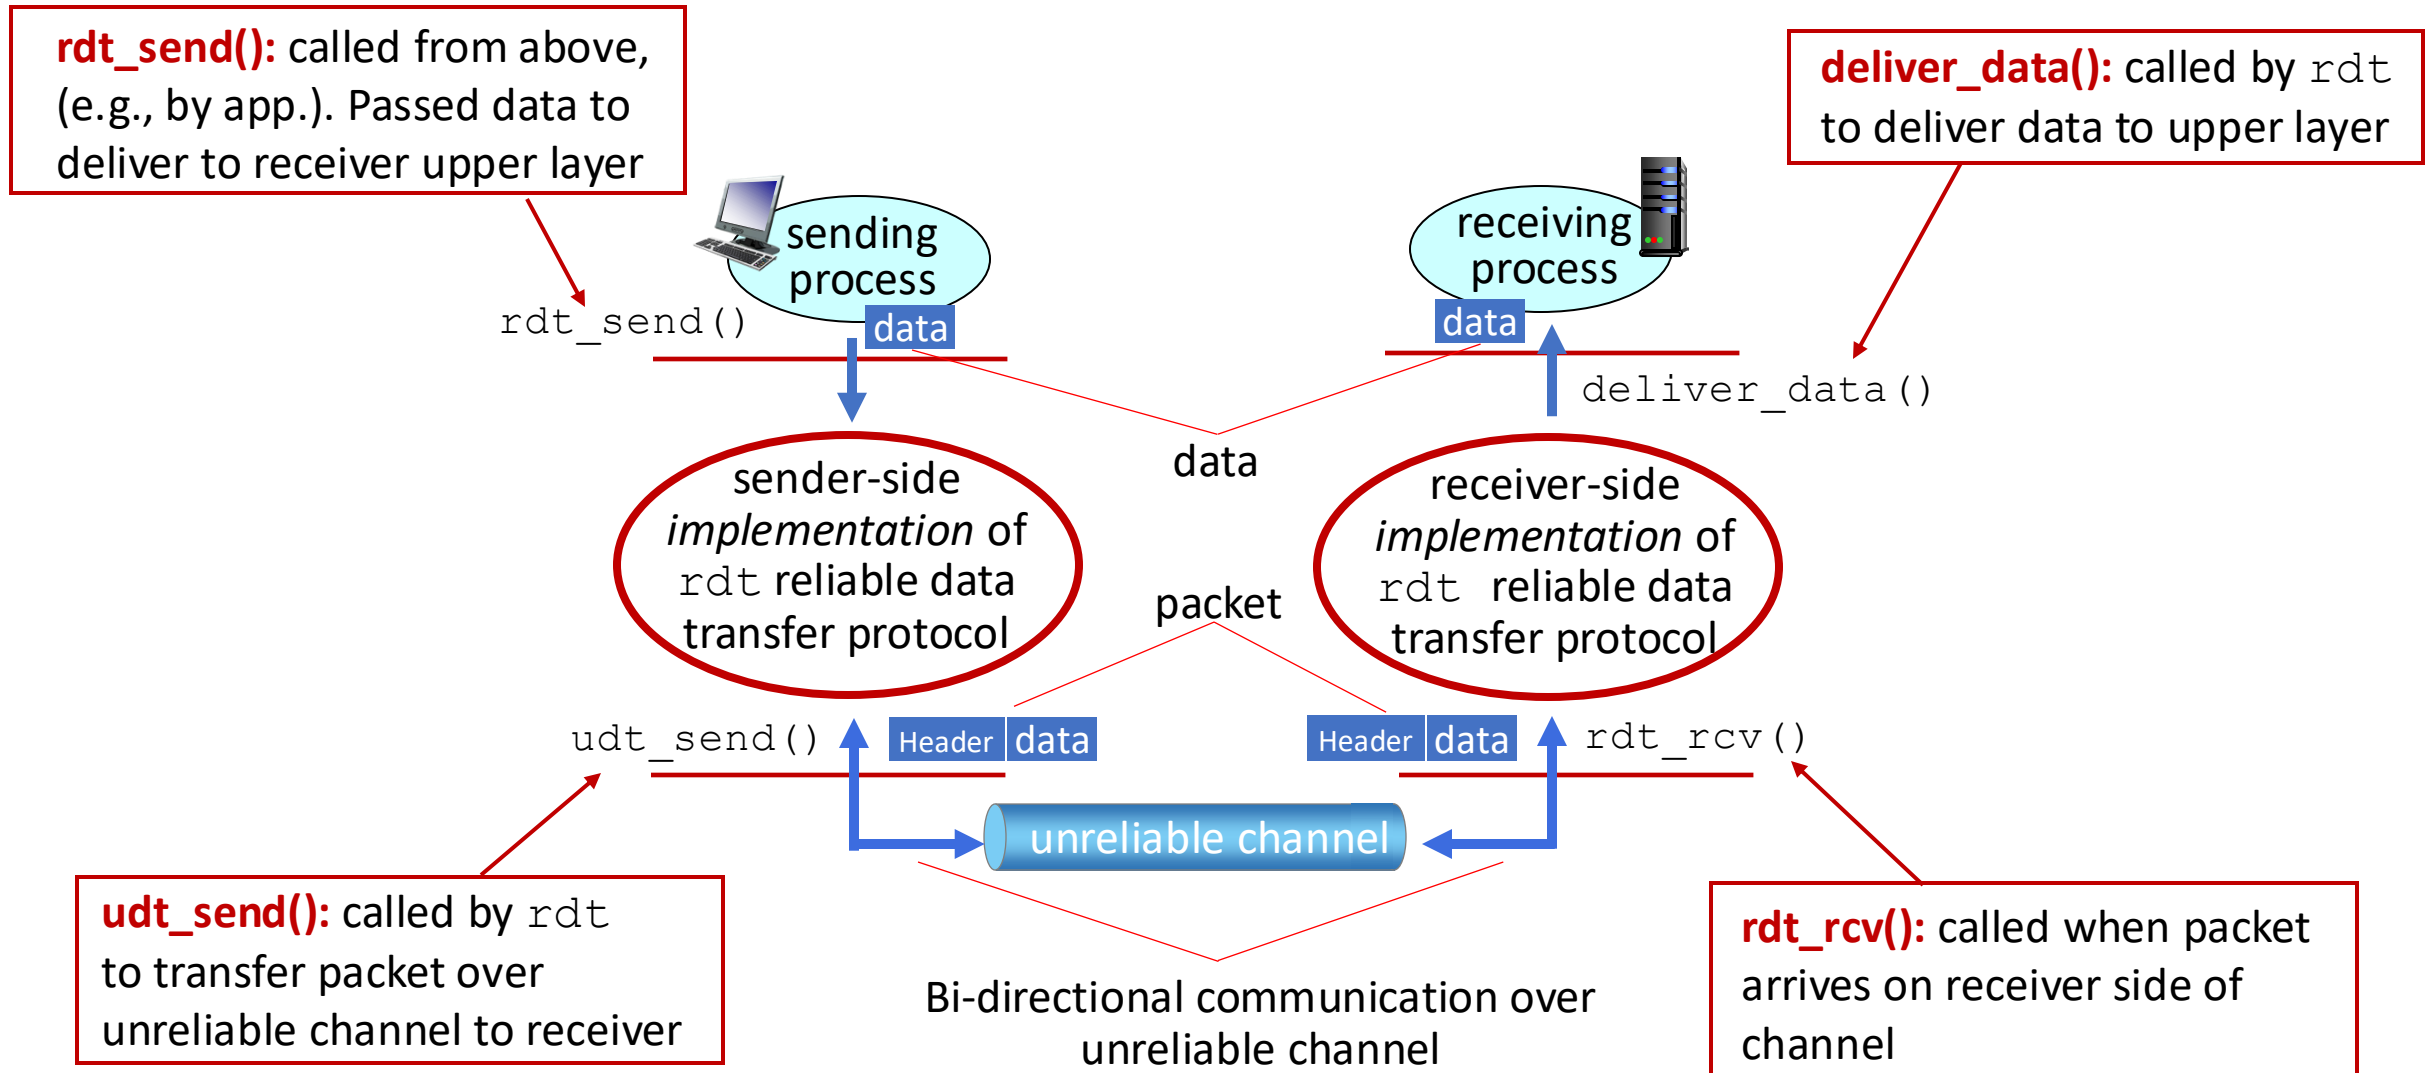 rdt_send(): called from above,
(e.g., by app.). Passed data to
deliver to receiver upper layer
deliver_data(): called by rdt
to deliver data to upper layer
sending
process
receiving
process
rdt_send()
data
data
deliver_data()
data
sender-side
implementation of
rdt reliable data
transfer protocol
receiver-side
implementation of
rdt reliable data
transfer protocol
packet
udt_send()
Header data
Header data
rdt_rcv()
unreliable channel
udt_send(): called by rdt
to transfer packet over
unreliable channel to receiver
Bi-directional communication over
unreliable channel
rdt_rcv(): called when packet
arrives on receiver side of
channel